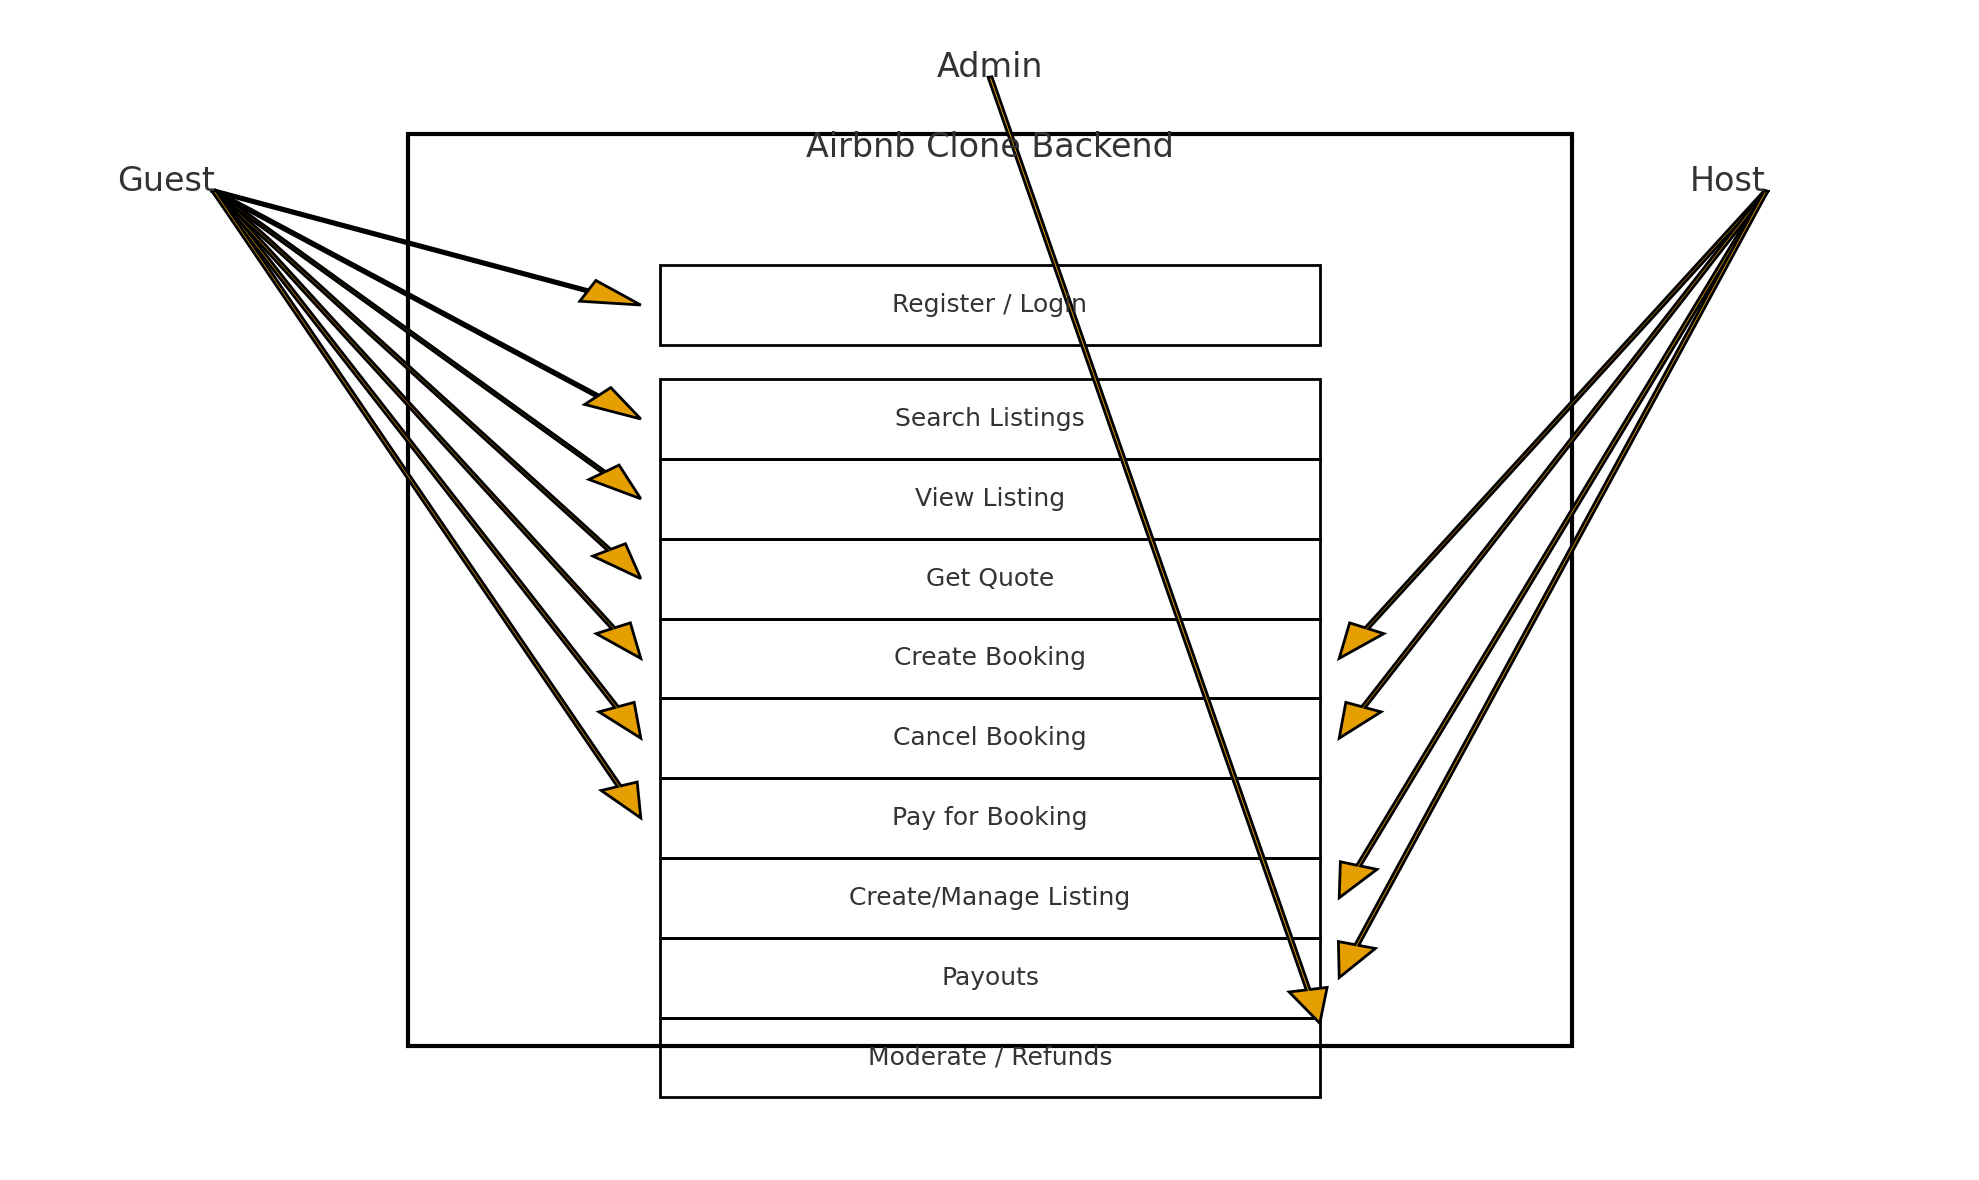 Admin
Airbnb Clone Backend
Guest
Host
Register / Login
Search Listings
View Listing
Get Quote
Create Booking
Cancel Booking
Pay for Booking
Create/Manage Listing
Payouts
Moderate / Refunds